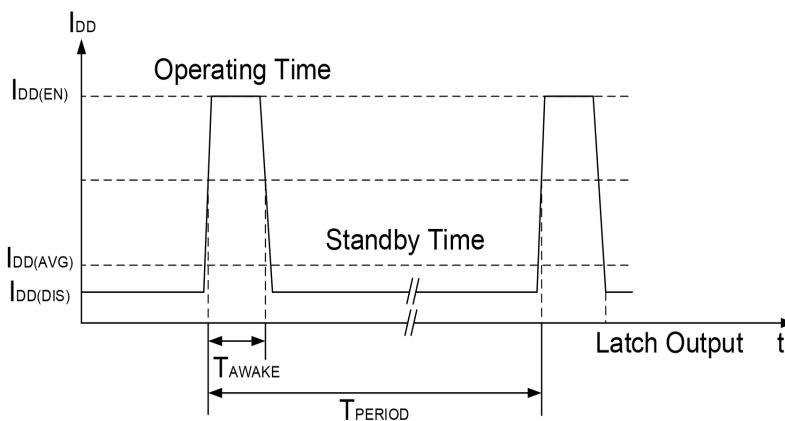 IDD
Operating Time
IDD(EN)
Standby Time
IDD(AVG)
IDD(DIS)
Latch Output t
TAWAKE
TPERIOD